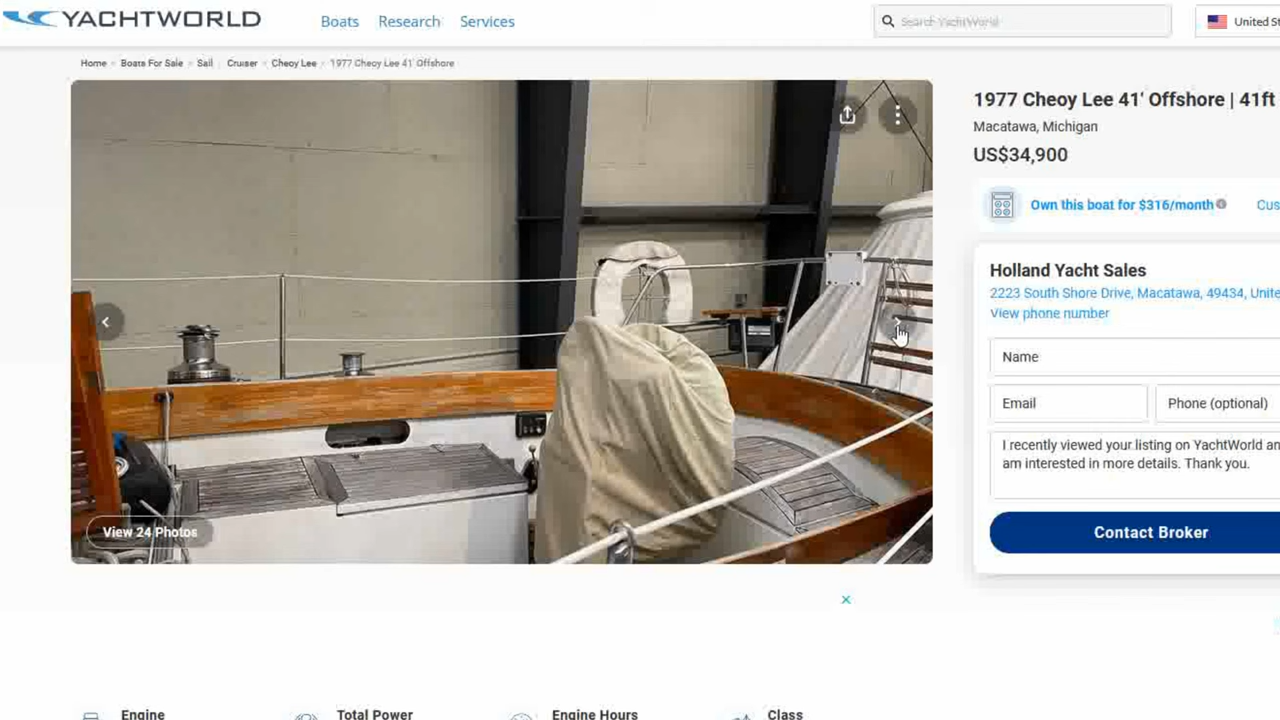 YACHTWORLD
Boats Research Services
Search YachtWorld
United St
Home Boats For Sale Sail Cruiser Cheoy Lee 1977 Cheoy Lee 41' Offshore
1977 Cheoy Lee 41' Offshore | 41ft
Macatawa, Michigan
US$34,900
Own this boat for $316/month
Cus
Holland Yacht Sales
2223 South Shore Drive, Macatawa, 49434, Unite
View phone number
Name
Email
Phone (optional)
I recently viewed your listing on YachtWorld an
am interested in more details. Thank you.
View 24 Photos
Contact Broker
Engine
Total Power
Engine Hours
Class